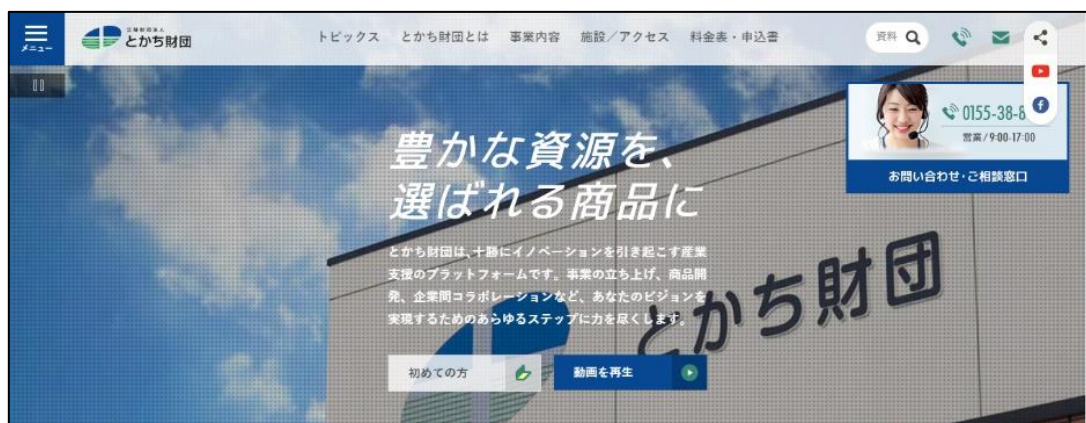 メニュー
公益財団法人
とかち財団
トピックス とかち財団とは 事業内容 施設／アクセス 料金表・申込書
資料
0155-38-8
営業/9:00-17:00
お問い合わせ・ご相談窓口
豊かな資源を、
選ばれる商品に
とかち財団は、十勝にイノベーションを引き起こす産業
支援のプラットフォームです。事業の立ち上げ、商品開
発、企業間コラボレーションなど、あなたのビジョンを
実現するためのあらゆるステップに力を尽くします。
とかち財団
初めての方
動画を再生